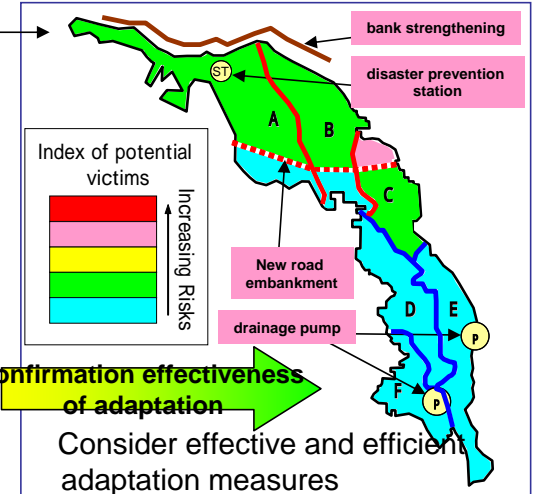 bank strengthening
disaster prevention
station
ST
A
B
C
Index of potential
victims
Increasing Risks
New road
embankment
drainage pump
D
E
P
F
P
onfirmation effectiveness
of adaptation
Consider effective and efficient
adaptation measures